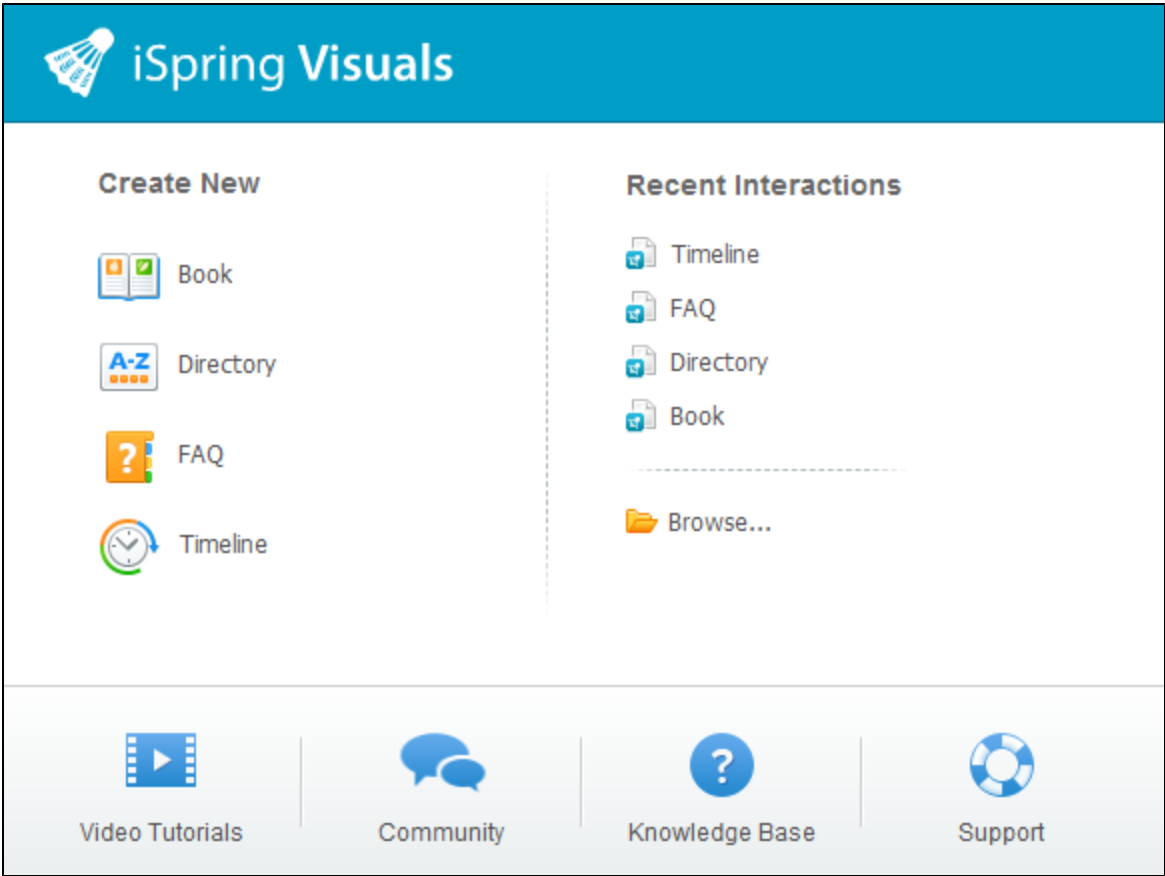 iSpring Visuals
Create New
Book
A-Z
Directory
?
FAQ
Timeline
Recent Interactions
Timeline
FAQ
Directory
Book
Browse...
Video Tutorials
Community
?
Knowledge Base
Support